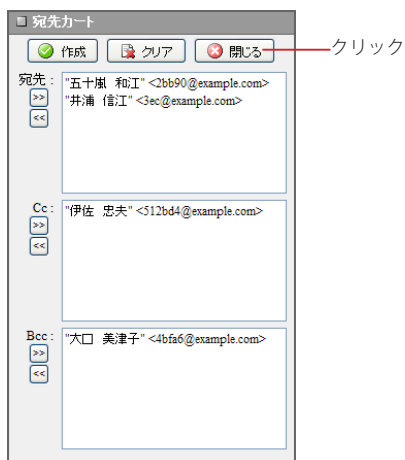 宛先カート
作成 クリア 閉じる クリック
宛先: "五十嵐 和江" <2bb90@example.com>
>> "井浦 信江" <3ec@example.com>
<<
Cc: "伊佐 忠夫" <512bd4@example.com>
>>
<<
Bcc: "大口 美津子" <4bfa6@example.com>
>>
<<